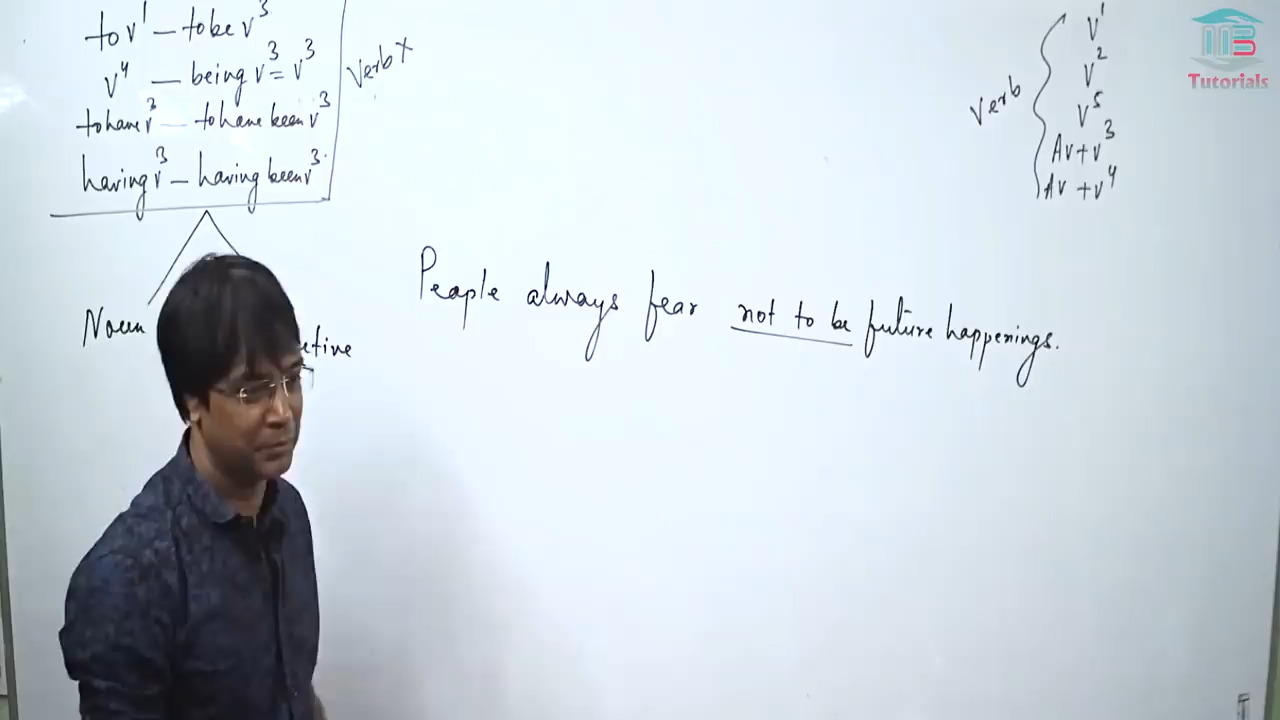 to v¹ – to be v³
v⁴ – being v³ = v³
to have v³ – to have been v³
having v³ – having been v³
Verb ×
Noun
Verb
v¹
v²
v⁵
Av + v³
Av + v⁴
MB
Tutorials
People always fear not to be future happenings.